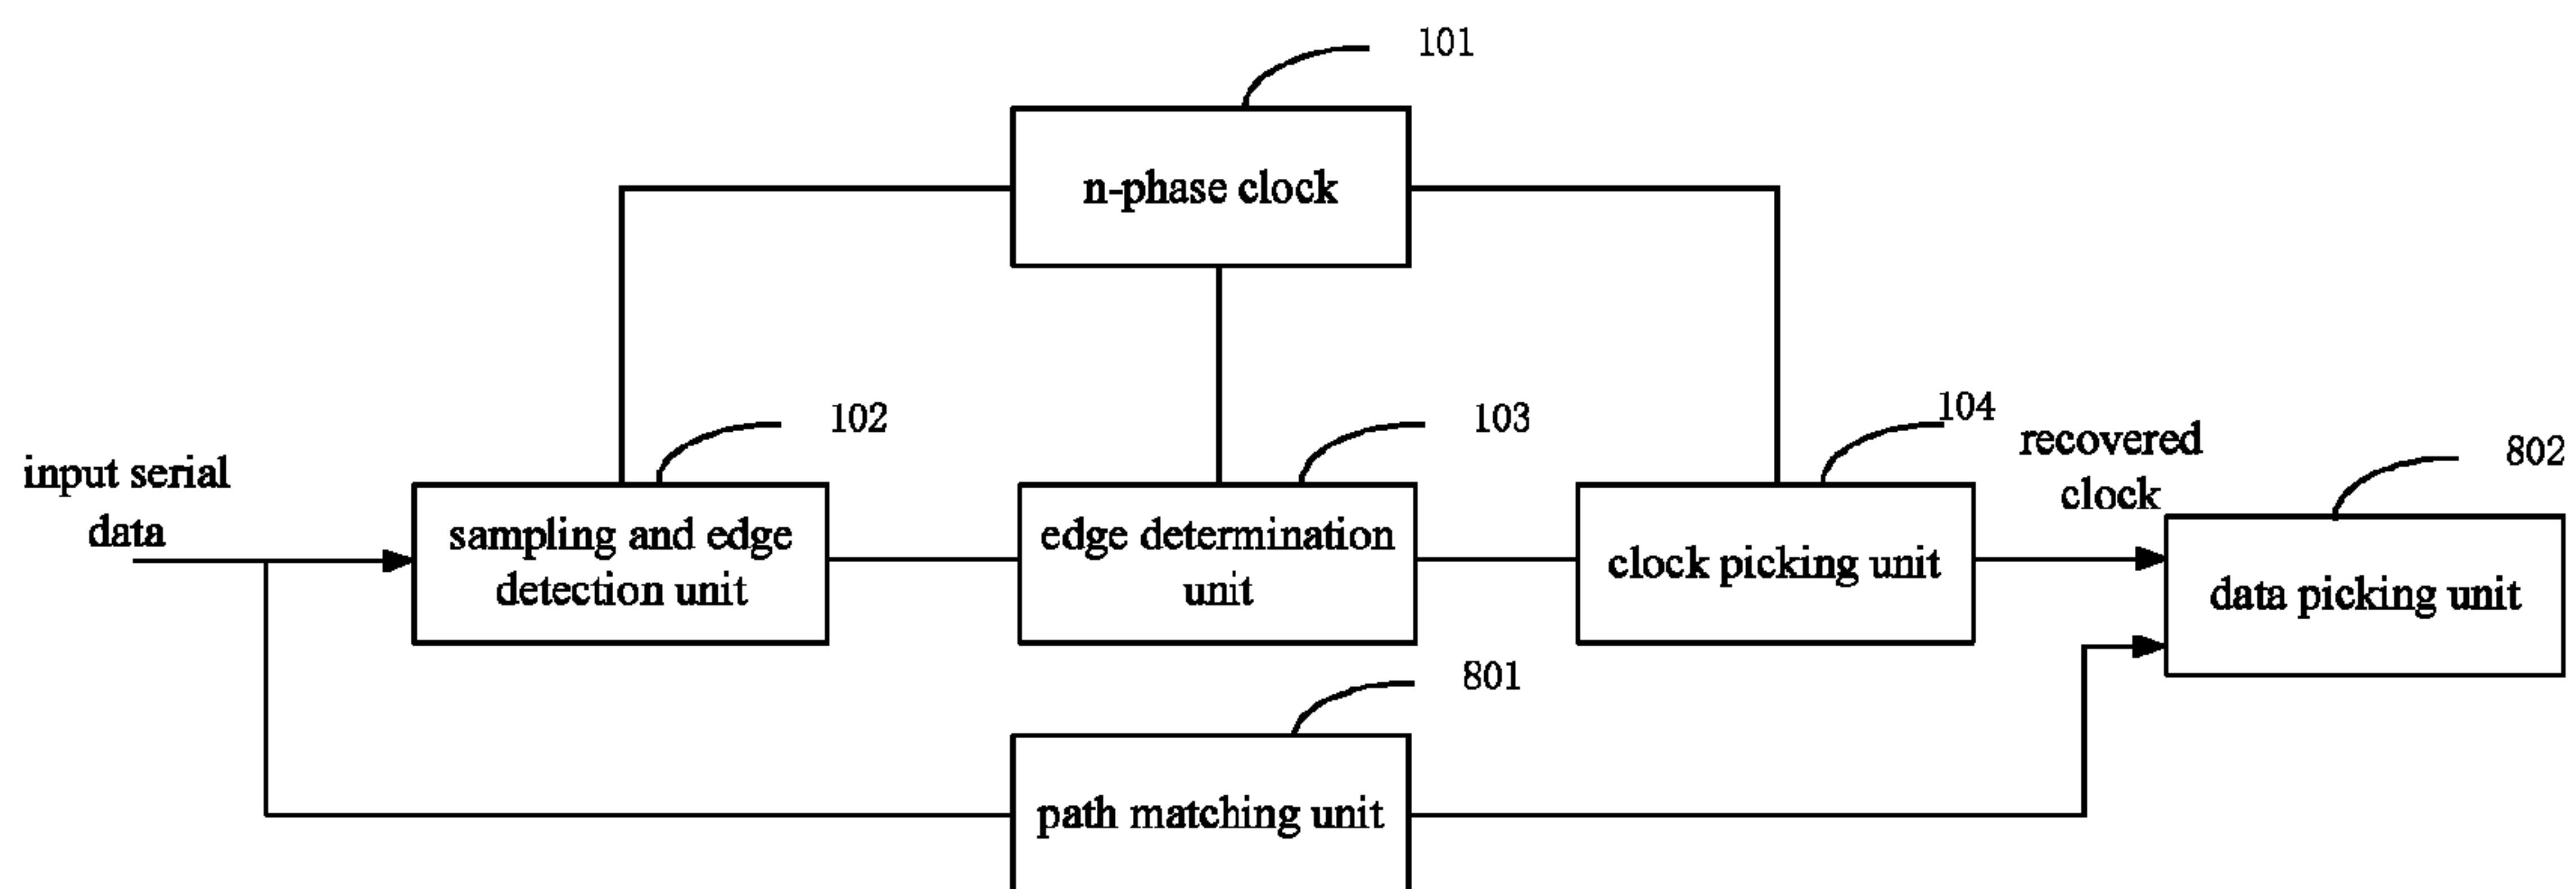 101
n-phase clock
102
103
104
recovered
clock
802
input serial
data
sampling and edge
detection unit
edge determination
unit
clock picking unit
data picking unit
801
path matching unit